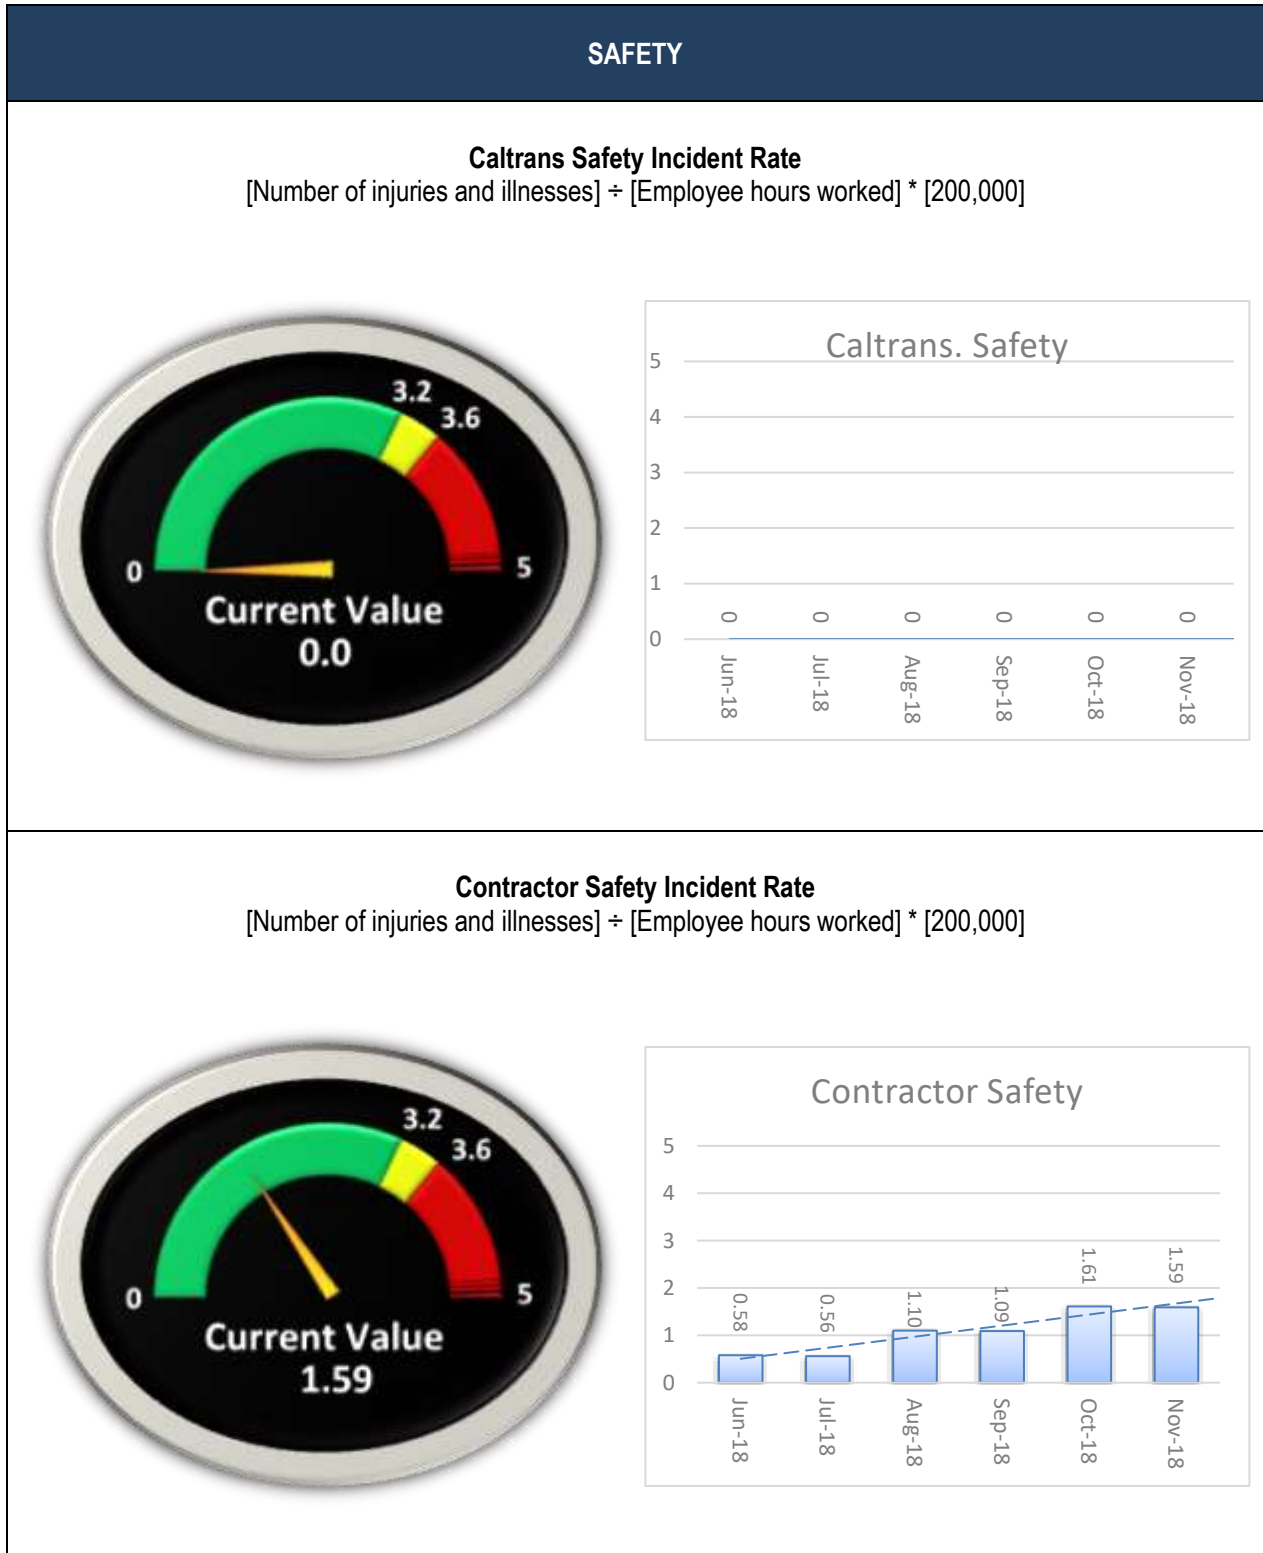 SAFETY
Caltrans Safety Incident Rate
[Number of injuries and illnesses] ÷ [Employee hours worked] * [200,000]
3.2
3.6
0
5
Current Value
0.0
Caltrans. Safety
5
4
3
2
1
0
0
0
0
0
0
0
Jun-18
Jul-18
Aug-18
Sep-18
Oct-18
Nov-18
Contractor Safety Incident Rate
[Number of injuries and illnesses] ÷ [Employee hours worked] * [200,000]
3.2
3.6
0
5
Current Value
1.59
Contractor Safety
5
4
3
2
1
0
0.58
0.56
1.10
1.09
1.61
1.59
Jun-18
Jul-18
Aug-18
Sep-18
Oct-18
Nov-18